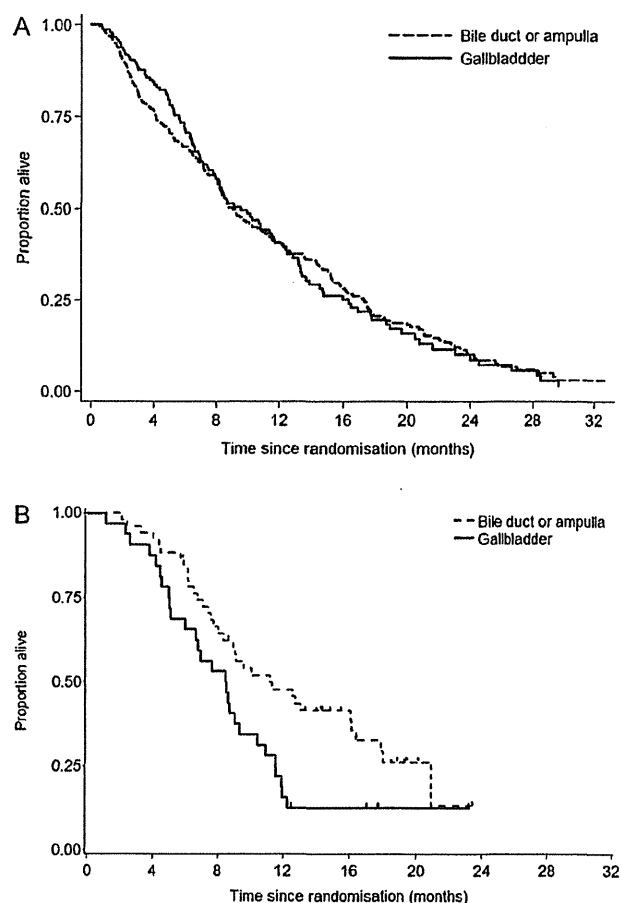 A
Bile duct or ampulla
Gallbladdder
1.00
0.75
0.50
0.25
0.00
Proportion alive
0 4 8 12 16 20 24 28 32
Time since randomisation (months)
B
Bile duct or ampulla
Gallbladder
1.00
0.75
0.50
0.25
0.00
Proportion alive
0 4 8 12 16 20 24 28 32
Time since randomisation (months)